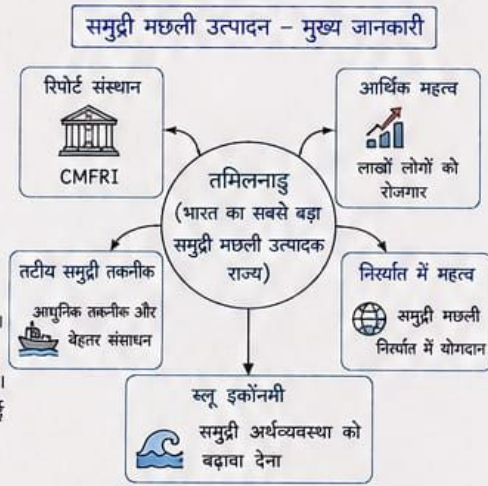 समुद्री मछली उत्पादन – मुख्य जानकारी
रिपोर्ट संस्थान
CMFRI
आर्थिक महत्व
लाखों लोगों को
रोजगार
तमिलनाडु
(भारत का सबसे बड़ा
समुद्री मछली उत्पादक
राज्य)
तटीय समुद्री तकनीक
आधुनिक तकनीक और
बेहतर संसाधन
निर्स्यात में महत्व
समुद्री मछली
निर्स्यात में योगदान
स्लू इकोंनमी
समुद्री अर्थव्यवस्था को
बढ़ावा देना